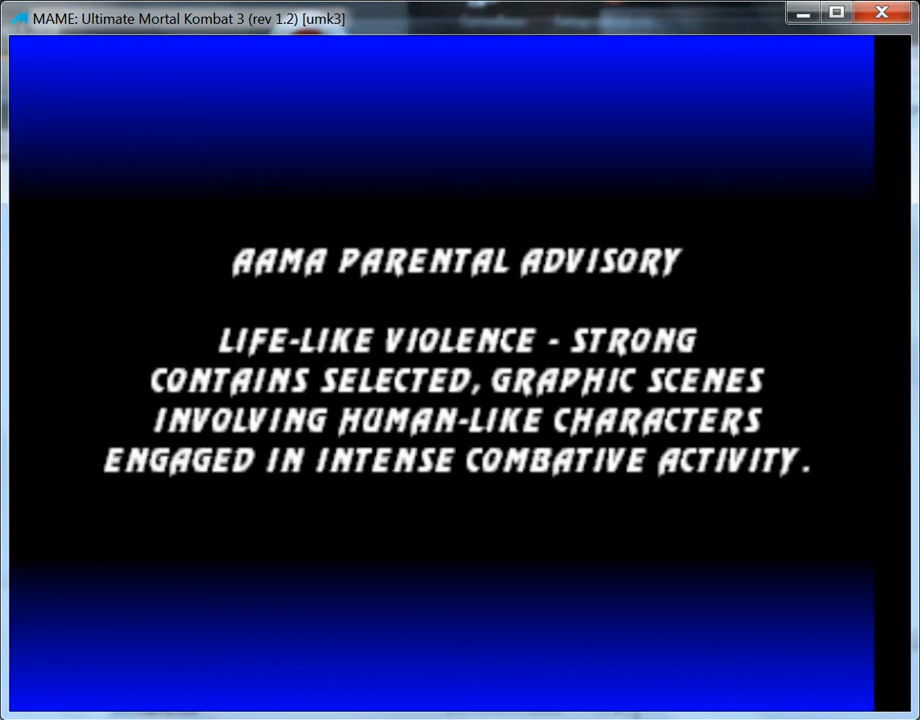 MAME: Ultimate Mortal Kombat 3 (rev 1.2) [umk3]
AAMA PARENTAL ADVISORY
LIFE-LIKE VIOLENCE - STRONG
CONTAINS SELECTED, GRAPHIC SCENES
INVOLVING HUMAN-LIKE CHARACTERS
ENGAGED IN INTENSE COMBATIVE ACTIVITY.